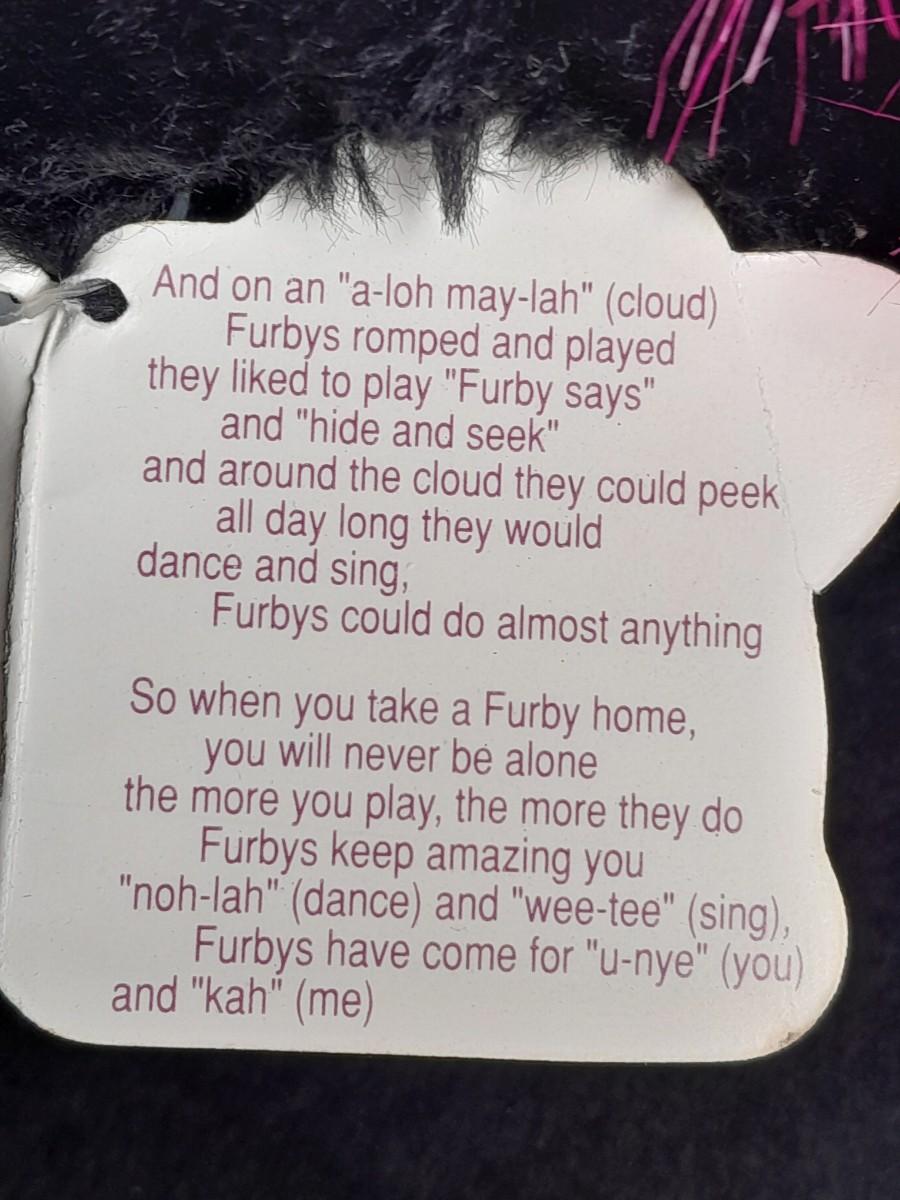 And on an "a-loh may-lah" (cloud)
Furbys romped and played
they liked to play "Furby says"
and "hide and seek"
and around the cloud they could peek
all day long they would
dance and sing,
Furbys could do almost anything
So when you take a Furby home,
you will never be alone
the more you play, the more they do
Furbys keep amazing you
"noh-lah" (dance) and "wee-tee" (sing),
Furbys have come for "u-nye" (you)
and "kah" (me)